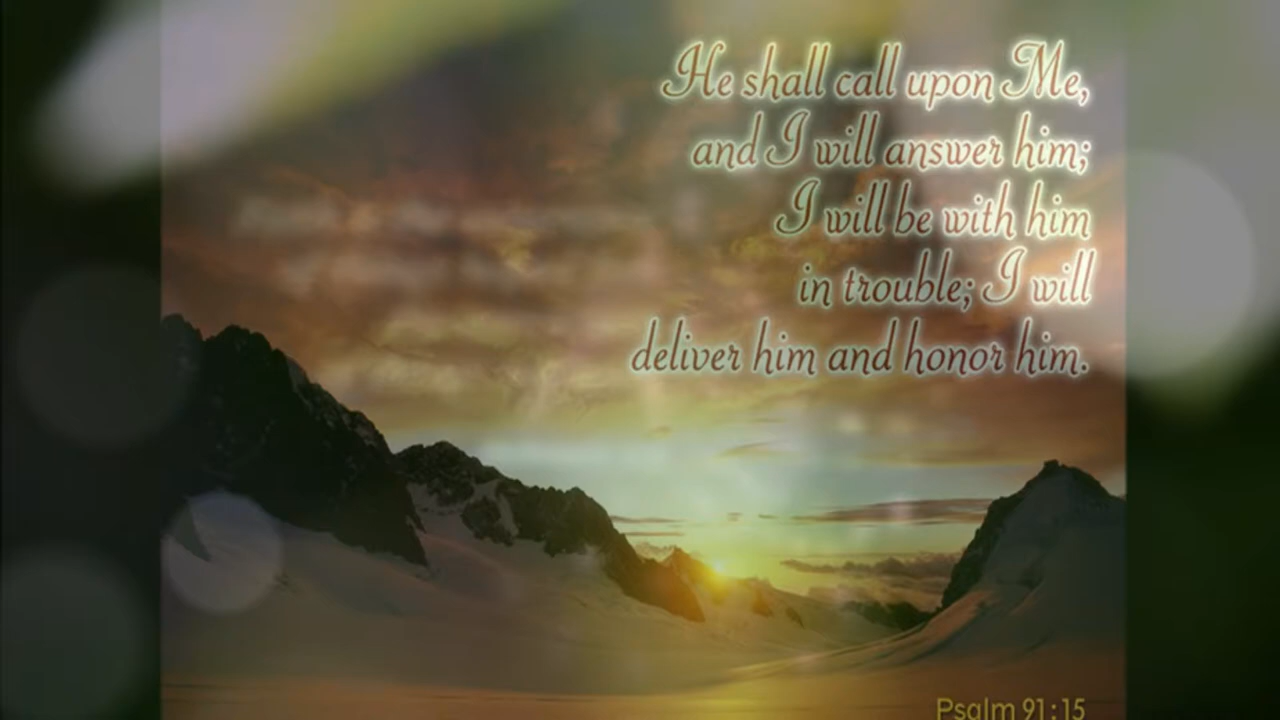 He shall call upon Me,
and I will answer him;
I will be with him
in trouble; I will
deliver him and honor him.
Psalm 91:15